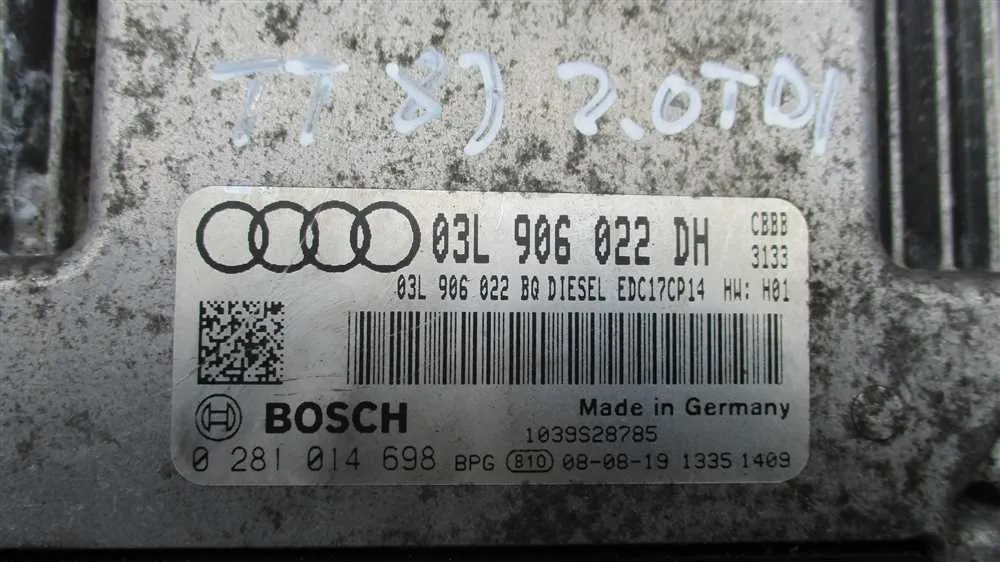 TT 8J 2.0TDI
03L 906 022 DH CBBB
3133
03L 906 022 BQ DIESEL EDC17CP14 HW: H01
BOSCH Made in Germany
1039S28785
0 281 014 698 BPG 810 08-08-19 1335 1409